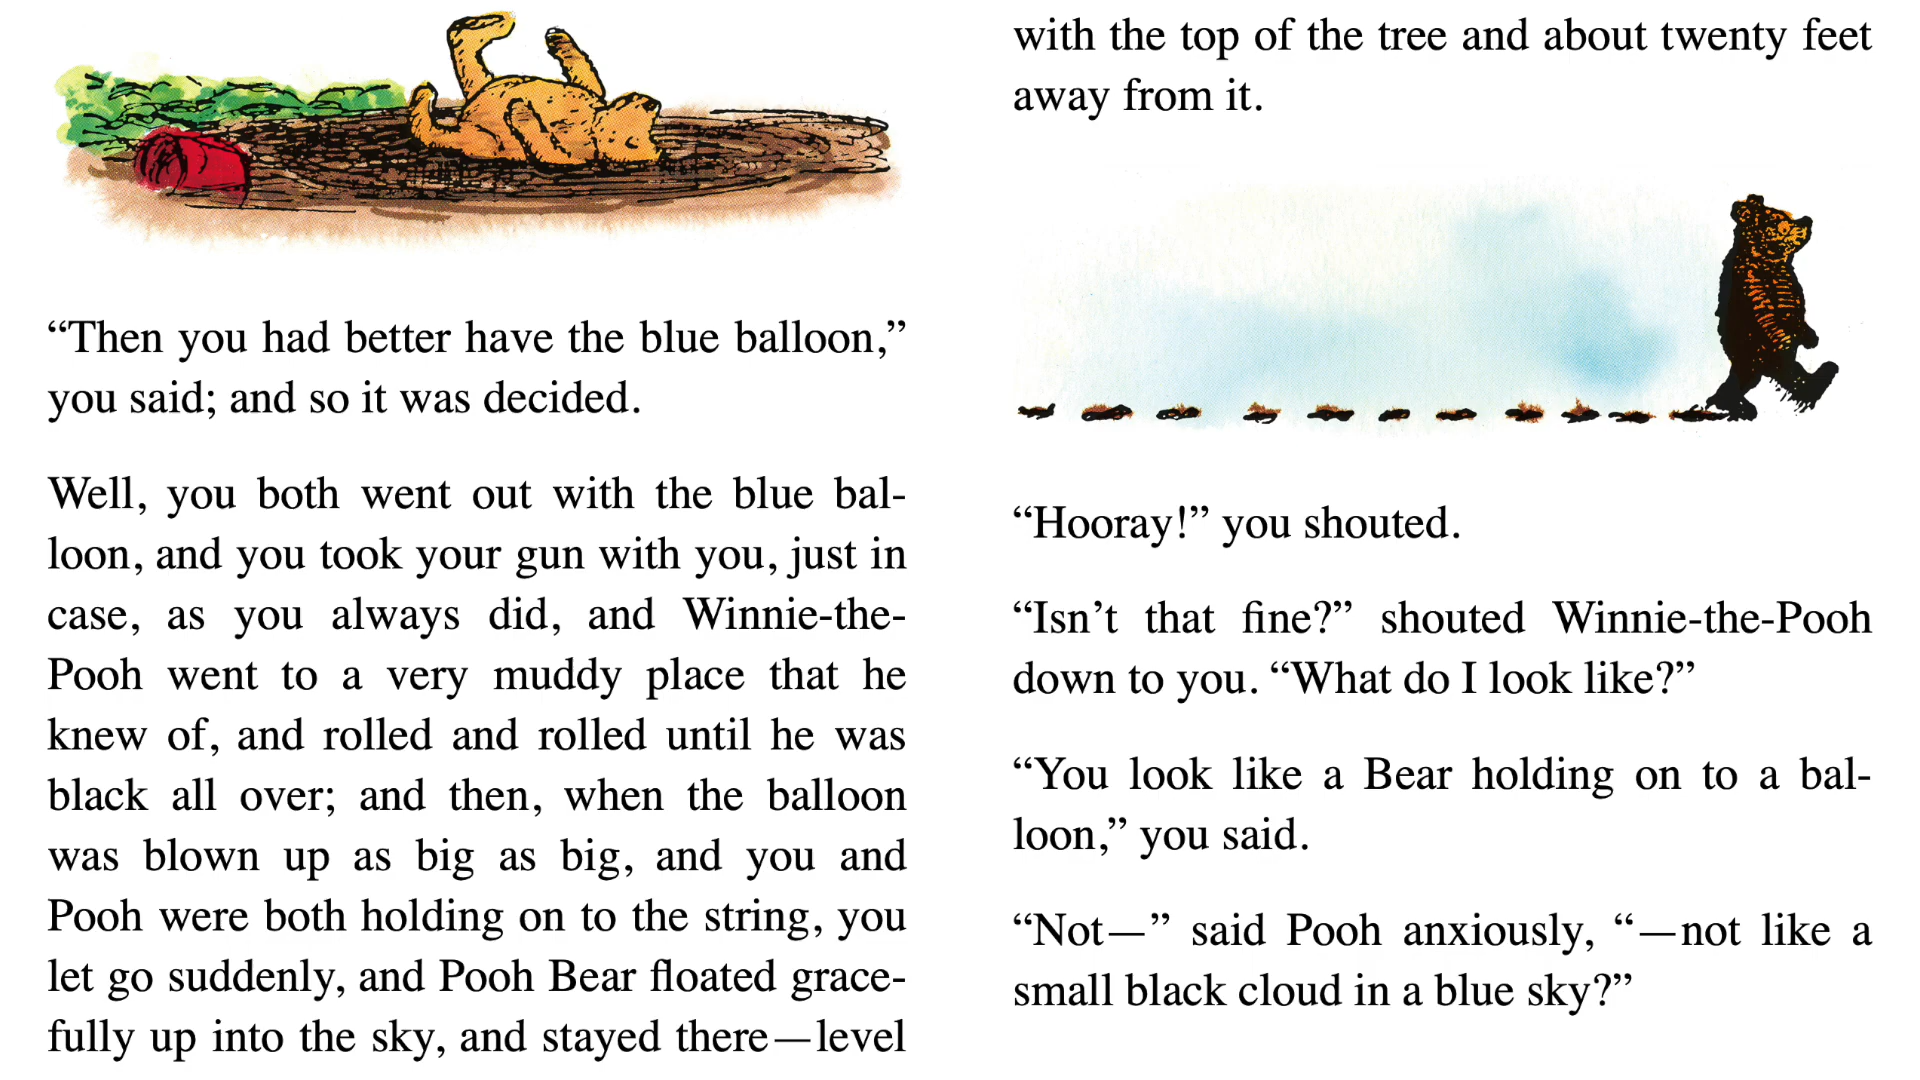 “Then you had better have the blue balloon,”
you said; and so it was decided.
Well, you both went out with the blue bal-
loon, and you took your gun with you, just in
case, as you always did, and Winnie-the-
Pooh went to a very muddy place that he
knew of, and rolled and rolled until he was
black all over; and then, when the balloon
was blown up as big as big, and you and
Pooh were both holding on to the string, you
let go suddenly, and Pooh Bear floated grace-
fully up into the sky, and stayed there—level
with the top of the tree and about twenty feet
away from it.
“Hooray!” you shouted.
“Isn’t that fine?” shouted Winnie-the-Pooh
down to you. “What do I look like?”
“You look like a Bear holding on to a bal-
loon,” you said.
“Not—” said Pooh anxiously, “—not like a
small black cloud in a blue sky?”